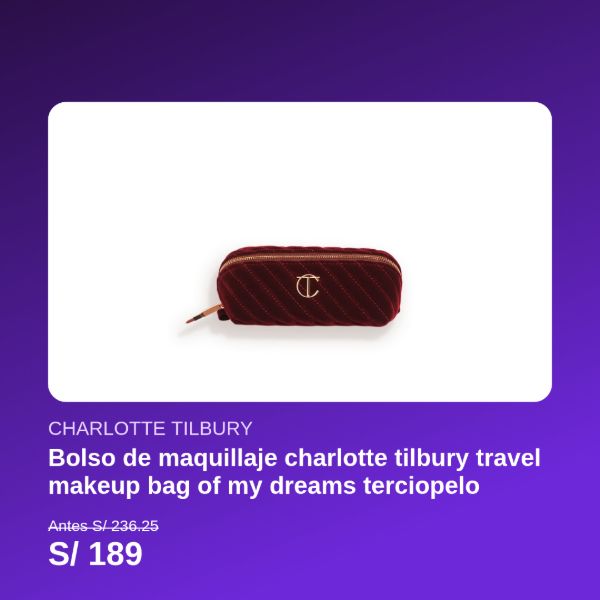 CHARLOTTE TILBURY
Bolso de maquillaje charlotte tilbury travel
makeup bag of my dreams terciopelo
Antes S/ 236.25
S/ 189